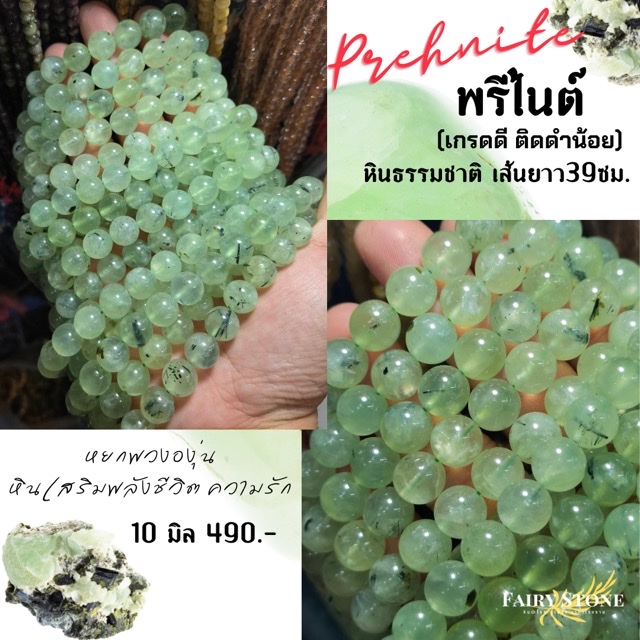 Prehnite
พรีไนต์
(เกรดดี ติดดำน้อย)
หินธรรมชาติ เส้นยาว39ซม.
หยกพวงองุ่น
หินเสริมพลังชีวิต ความรัก
10 มิล 490.-
FAIRY STONE